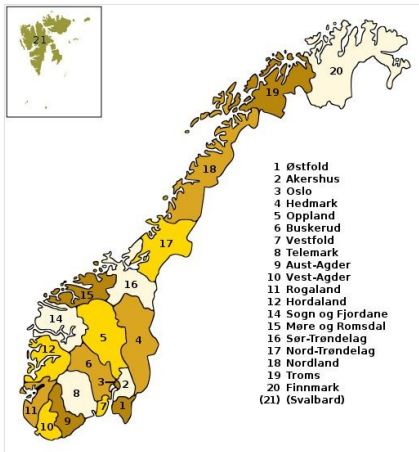 21
20
19
18
17
16
15
14
12
5
4
6
3
2
8
11
7
1
10
9
1 Østfold
2 Akershus
3 Oslo
4 Hedmark
5 Oppland
6 Buskerud
7 Vestfold
8 Telemark
9 Aust-Agder
10 Vest-Agder
11 Rogaland
12 Hordaland
14 Sogn og Fjordane
15 Møre og Romsdal
16 Sør-Trøndelag
17 Nord-Trøndelag
18 Nordland
19 Troms
20 Finnmark
(21) (Svalbard)